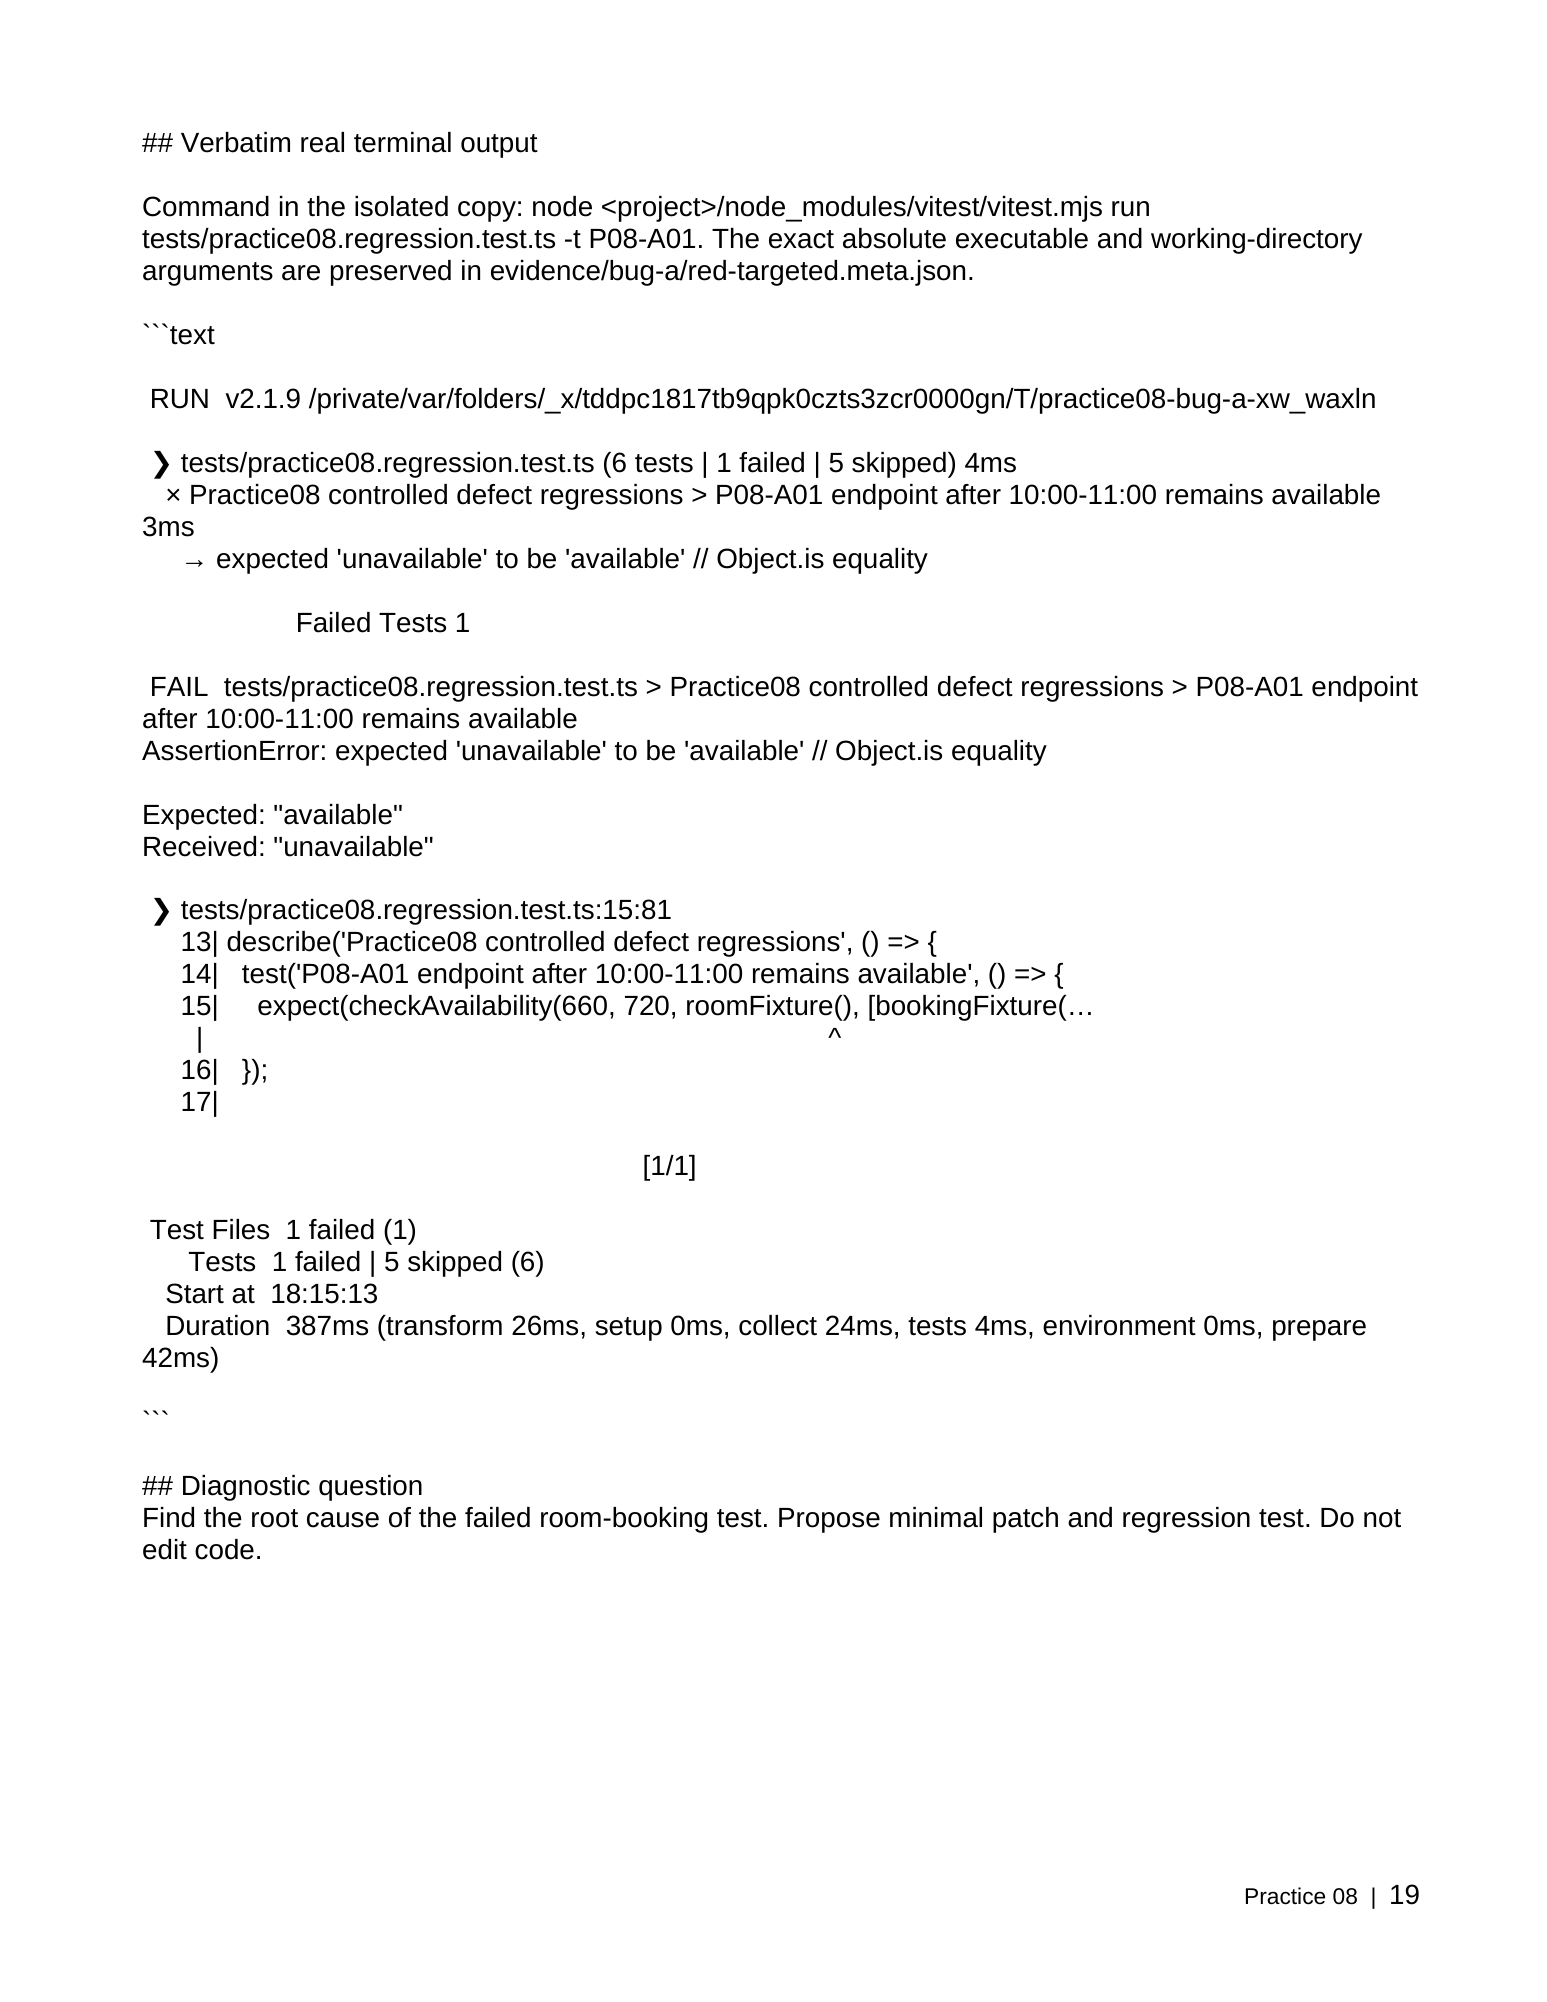 ## Verbatim real terminal output
Command in the isolated copy: node <project>/node_modules/vitest/vitest.mjs run
tests/practice08.regression.test.ts -t P08-A01. The exact absolute executable and working-directory
arguments are preserved in evidence/bug-a/red-targeted.meta.json.
```text
RUN  v2.1.9 /private/var/folders/_x/tddpc1817tb9qpk0czts3zcr0000gn/T/practice08-bug-a-xw_waxln
❯ tests/practice08.regression.test.ts (6 tests | 1 failed | 5 skipped) 4ms
× Practice08 controlled defect regressions > P08-A01 endpoint after 10:00-11:00 remains available
3ms
→ expected 'unavailable' to be 'available' // Object.is equality
Failed Tests 1
FAIL  tests/practice08.regression.test.ts > Practice08 controlled defect regressions > P08-A01 endpoint
after 10:00-11:00 remains available
AssertionError: expected 'unavailable' to be 'available' // Object.is equality
Expected: "available"
Received: "unavailable"
❯ tests/practice08.regression.test.ts:15:81
13| describe('Practice08 controlled defect regressions', () => {
14|   test('P08-A01 endpoint after 10:00-11:00 remains available', () => {
15|     expect(checkAvailability(660, 720, roomFixture(), [bookingFixture(…
|                                                                                 ^
16|   });
17|
[1/1]
Test Files  1 failed (1)
Tests  1 failed | 5 skipped (6)
Start at  18:15:13
Duration  387ms (transform 26ms, setup 0ms, collect 24ms, tests 4ms, environment 0ms, prepare
42ms)
```
## Diagnostic question
Find the root cause of the failed room-booking test. Propose minimal patch and regression test. Do not
edit code.
Practice 08 | 19